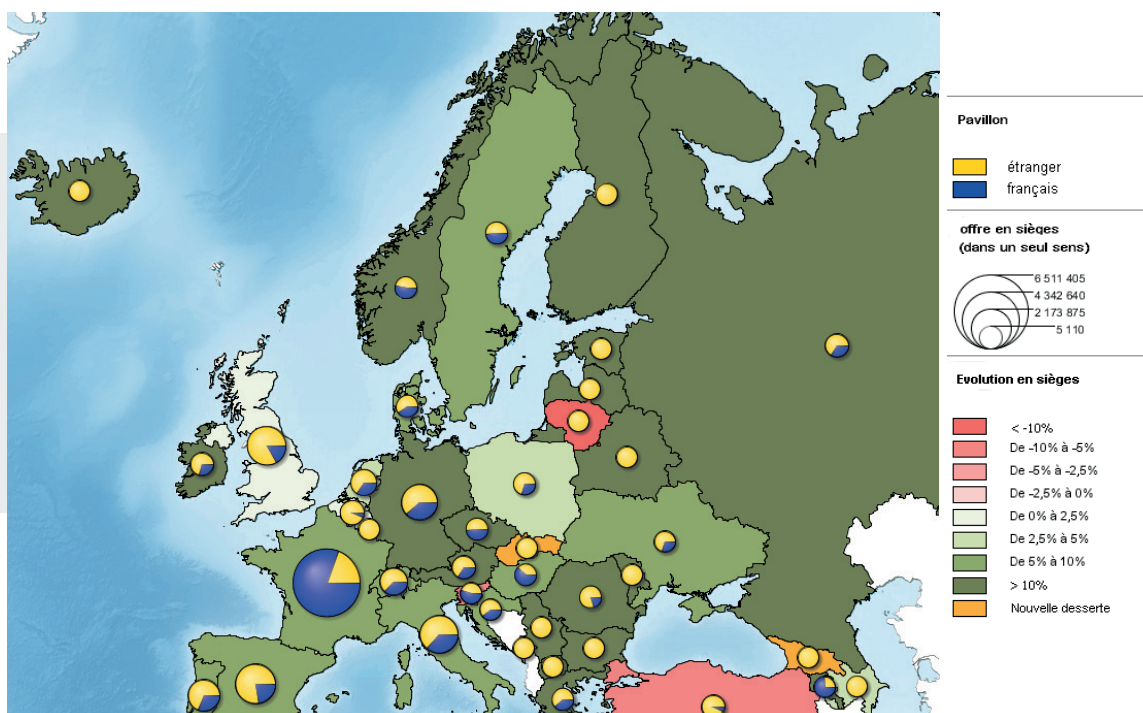 Pavillon
étranger
français
offre en sièges
(dans un seul sens)
6 511 405
4 342 640
2 173 875
5 110
Evolution en sièges
< -10%
De -10% à -5%
De -5% à -2,5%
De -2,5% à 0%
De 0% à 2,5%
De 2,5% à 5%
De 5% à 10%
> 10%
Nouvelle desserte